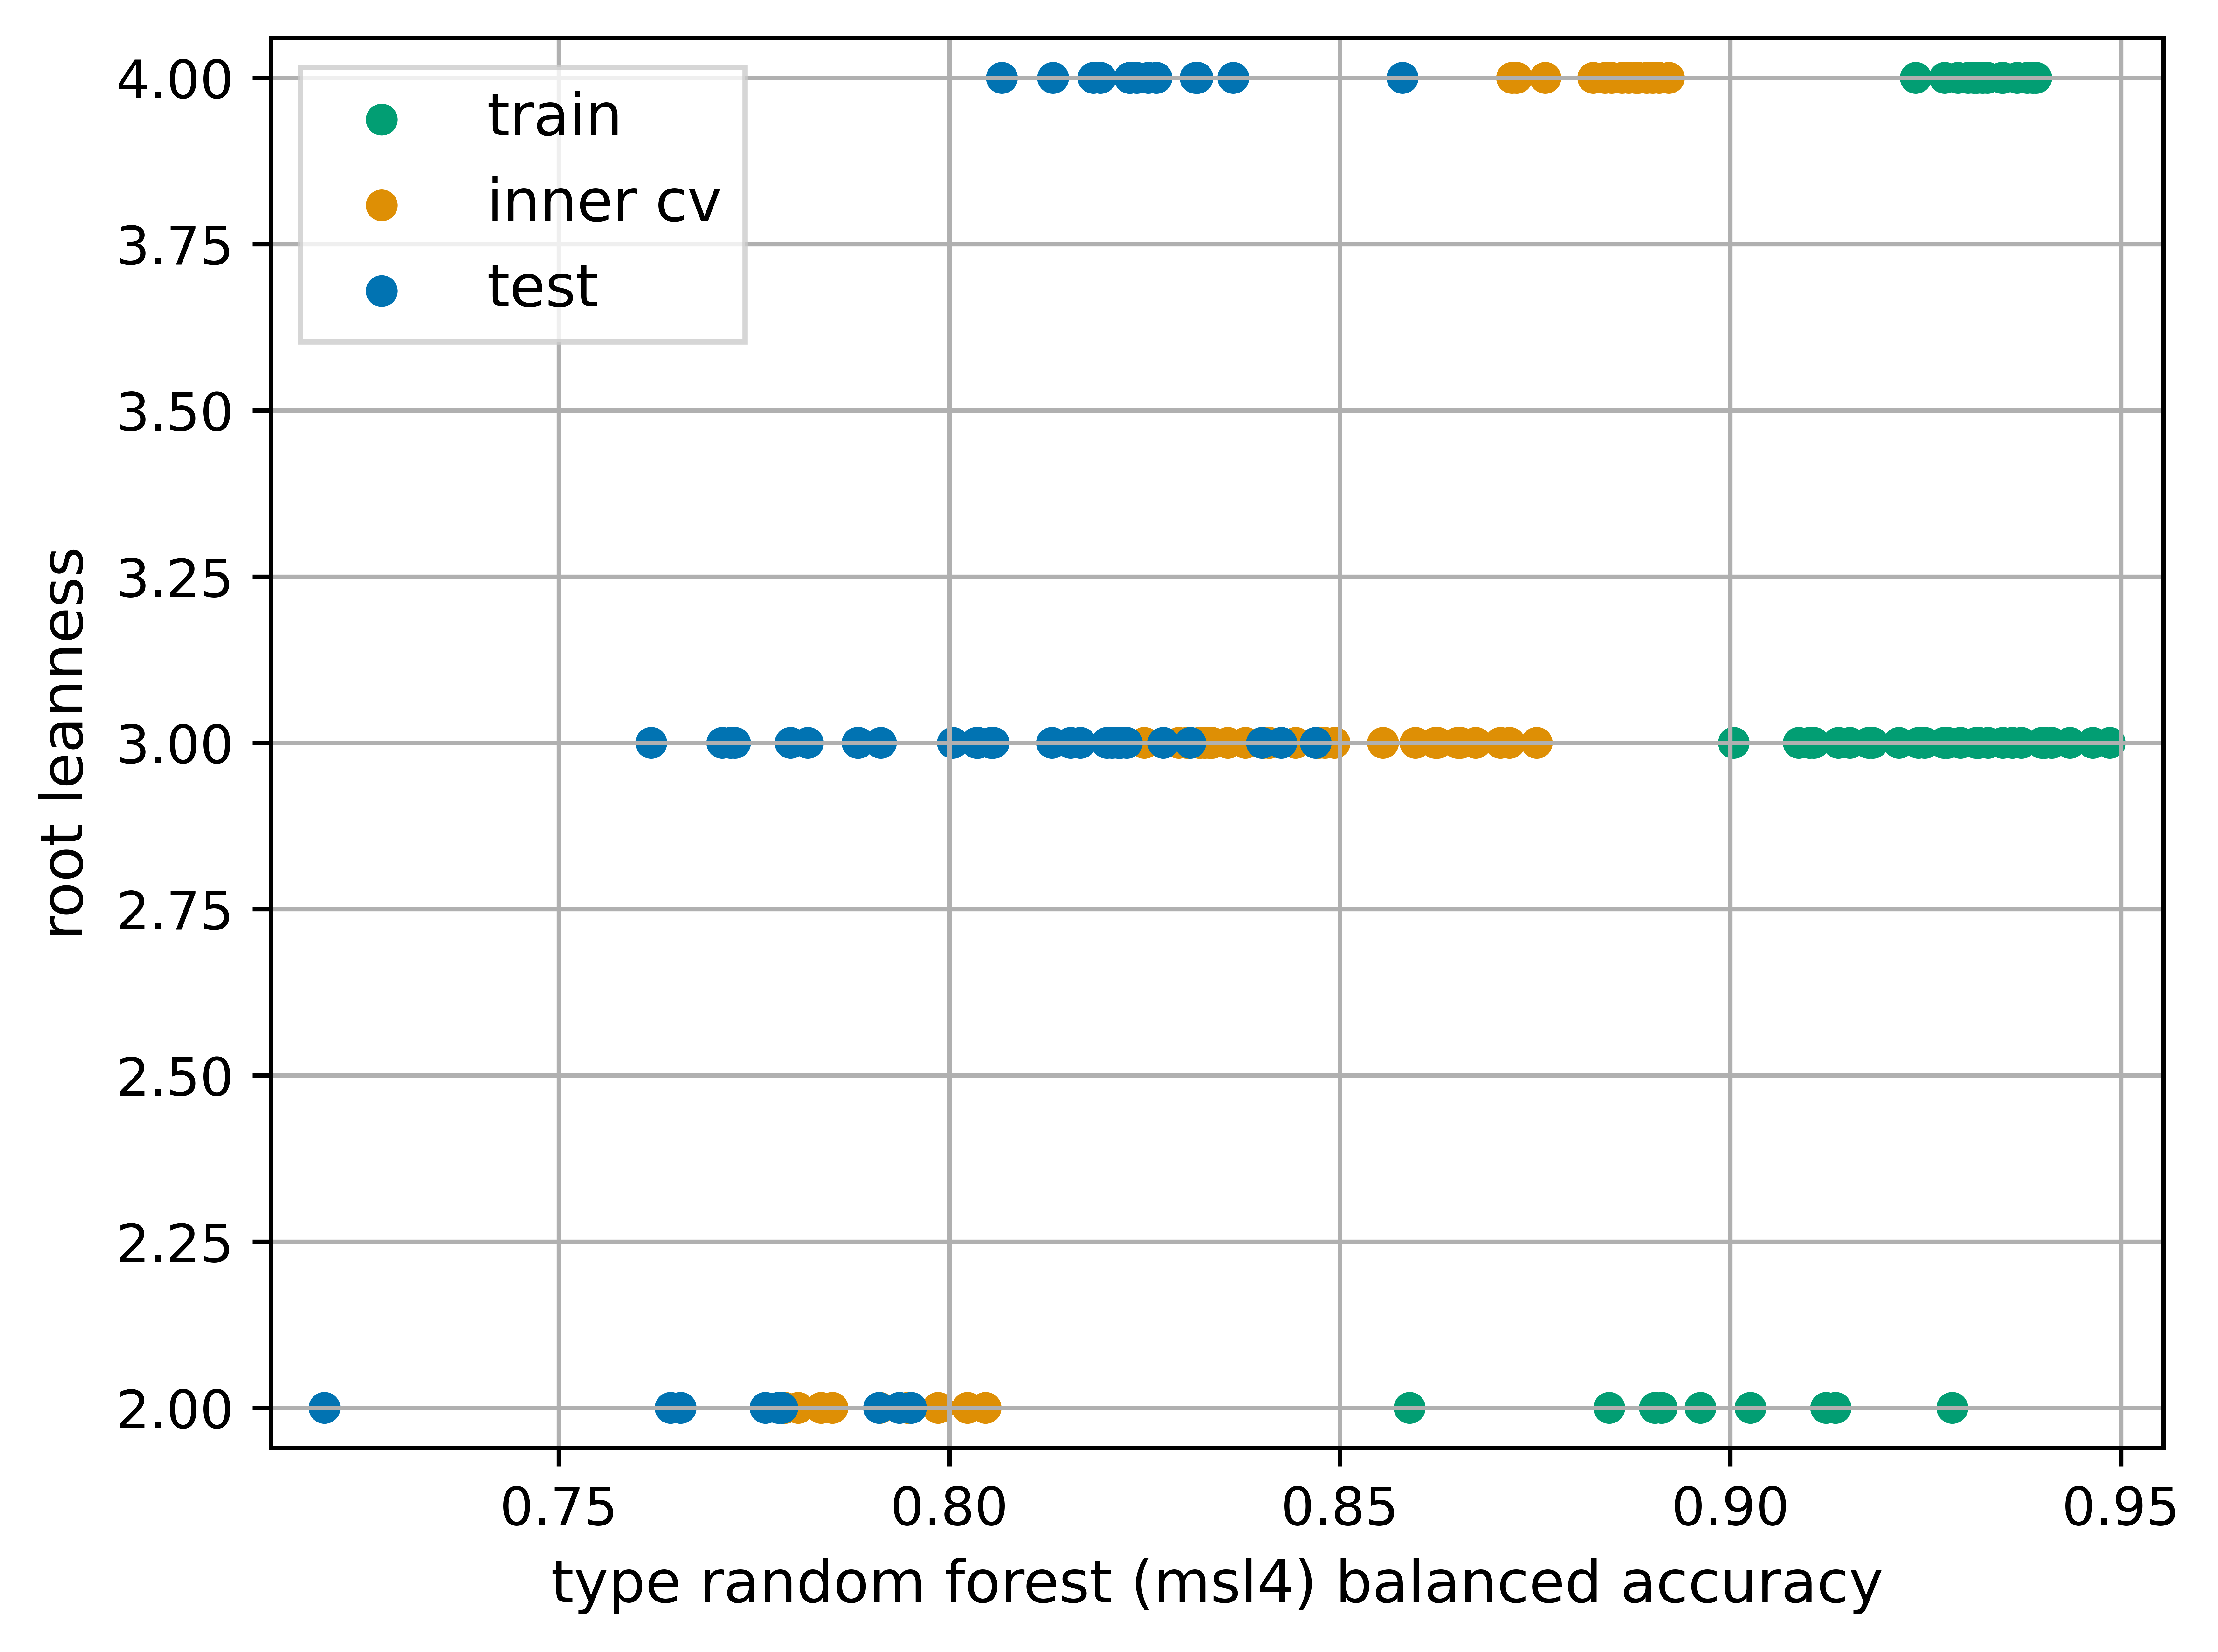 4.00
3.75
3.50
3.25
3.00
2.75
2.50
2.25
2.00
root leanness
train
inner cv
test
0.75 0.80 0.85 0.90 0.95
type random forest (msl4) balanced accuracy